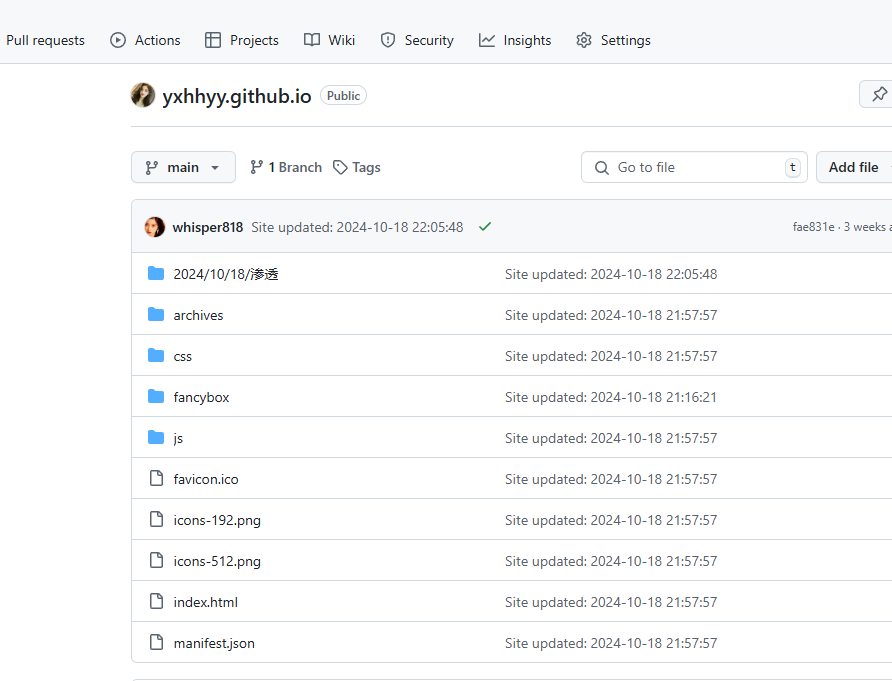 Pull requests Actions Projects Wiki Security Insights Settings
yxhhyy.github.io Public
main 1 Branch Tags Go to file t Add file
whisper818 Site updated: 2024-10-18 22:05:48 fae831e · 3 weeks
2024/10/18/渗透 Site updated: 2024-10-18 22:05:48
archives Site updated: 2024-10-18 21:57:57
css Site updated: 2024-10-18 21:57:57
fancybox Site updated: 2024-10-18 21:16:21
js Site updated: 2024-10-18 21:57:57
favicon.ico Site updated: 2024-10-18 21:57:57
icons-192.png Site updated: 2024-10-18 21:57:57
icons-512.png Site updated: 2024-10-18 21:57:57
index.html Site updated: 2024-10-18 21:57:57
manifest.json Site updated: 2024-10-18 21:57:57